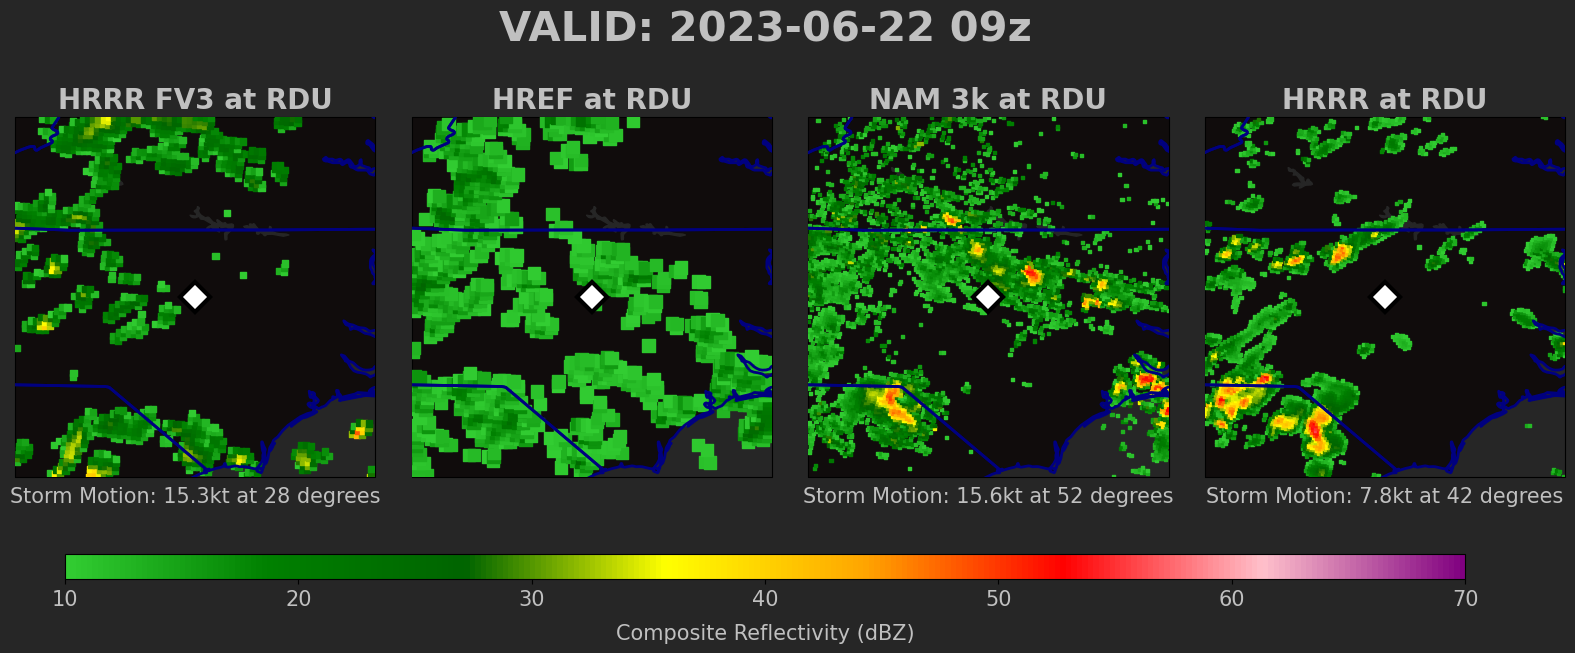 VALID: 2023-06-22 09z
HRRR FV3 at RDU
HREF at RDU
NAM 3k at RDU
HRRR at RDU
Storm Motion: 15.3kt at 28 degrees
Storm Motion: 15.6kt at 52 degrees
Storm Motion: 7.8kt at 42 degrees
10 20 30 40 50 60 70
Composite Reflectivity (dBZ)